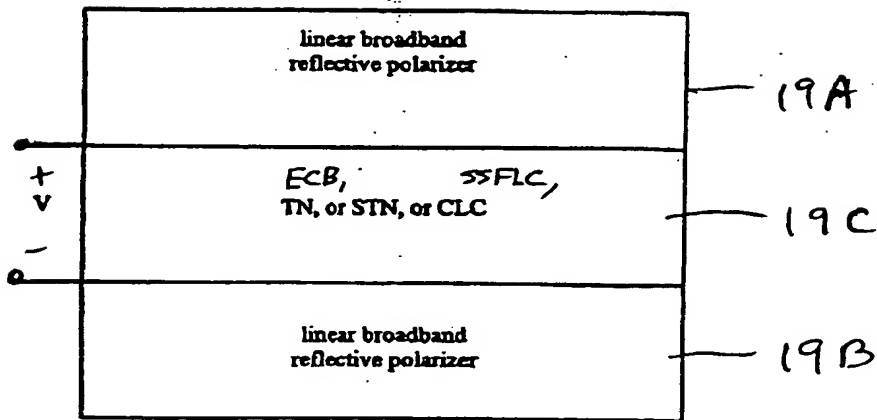 linear broadband
reflective polarizer
19A
+
V
-
ECB, SSFLC,
TN, or STN, or CLC
19C
linear broadband
reflective polarizer
19B